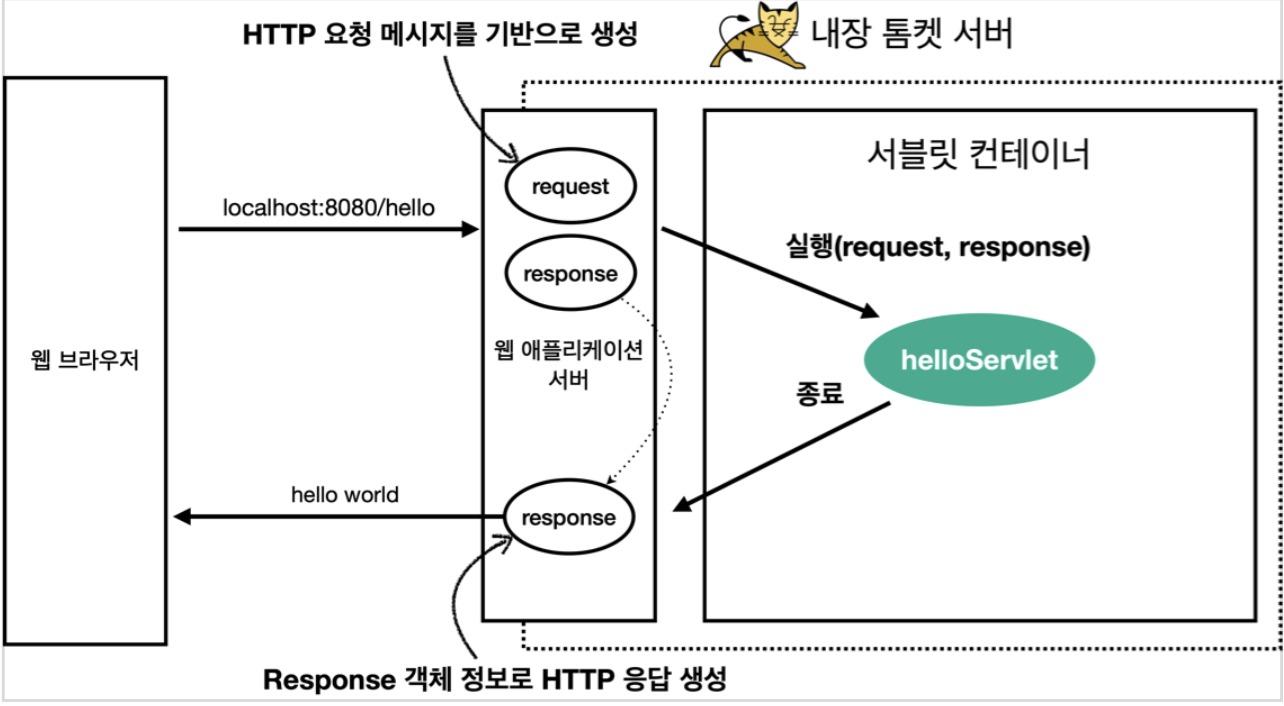 HTTP 요청 메시지를 기반으로 생성
내장 톰켓 서버
서블릿 컨테이너
request
localhost:8080/hello
실행(request, response)
response
웹 브라우저
웹 애플리케이션
서버
helloServlet
종료
hello world
response
Response 객체 정보로 HTTP 응답 생성